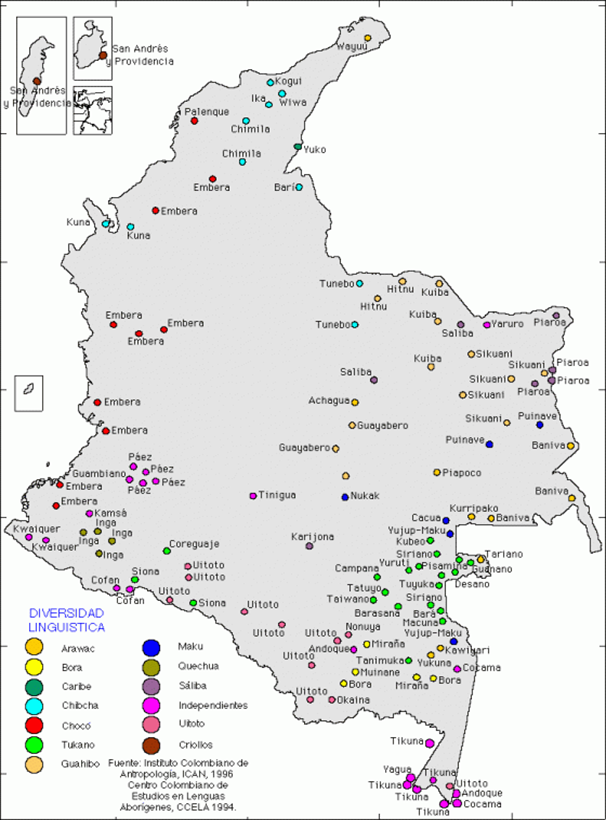 Wayuú
San Andrés
y Providencia
San Andrés
y Providencia
Kogui
Ika
Wiwa
Palenque
Chimila
Yuko
Chimila
Embera
Barí
Embera
Kuna
Kuna
Tunebo
Hitnu
Kuiba
Hitnu
Embera
Embera
Embera
Tunebo
Kuiba
Saliba
Yaruro
Piaroa
Sikuani
Kuiba
Sikuani
Piaroa
Saliba
Sikuani
Piaroa
Piaroa
Embera
Achagua
Sikuani
Puinave
Sikuani
Embera
Guayabero
Puinave
Baniva
Guayabero
Páez
Guambiano
Páez
Páez
Piapoco
Embera
Tinigua
Nukak
Baniva
Embera
Kamsà
Kurripako
Baniva
Cacua
Kwaiquer
Inga
Inga
Inga
Kwaiquer
Inga
Yujup-Maku
Kubeo
Karijona
Coreguaje
Siriano
Tariano
Yuruti
Pisamina
Guanano
Campana
Siona
Uitoto
Uitoto
Cofan
Cofan
Tatuyo
Tuyuka
Desano
Uitoto
Siona
Taiwano
Siriano
Barasana
Bará
Macuna
Uitoto
Uitoto
Nonuya
Yujup-Maku
Uitoto
Andoque
Miraña
Kawiyari
Uitoto
Tanimuka
Yukuna
Cocama
Muinane
Bora
Miraña
Bora
Uitoto
Okaina
DIVERSIDAD
LINGUISTICA
Arawac
Bora
Caribe
Chibcha
Chocó
Tukano
Guahibo
Maku
Quechua
Sáliba
Independientes
Uitoto
Criollos
Tikuna
Yagua
Tikuna
Tikuna
Uitoto
Tikuna
Andoque
Cocama
Tikuna
Fuente: Instituto Colombiano de
Antropología, ICAN, 1996
Centro Colombiano de
Estudios en Lenguas
Aborígenes, CCELA 1994.